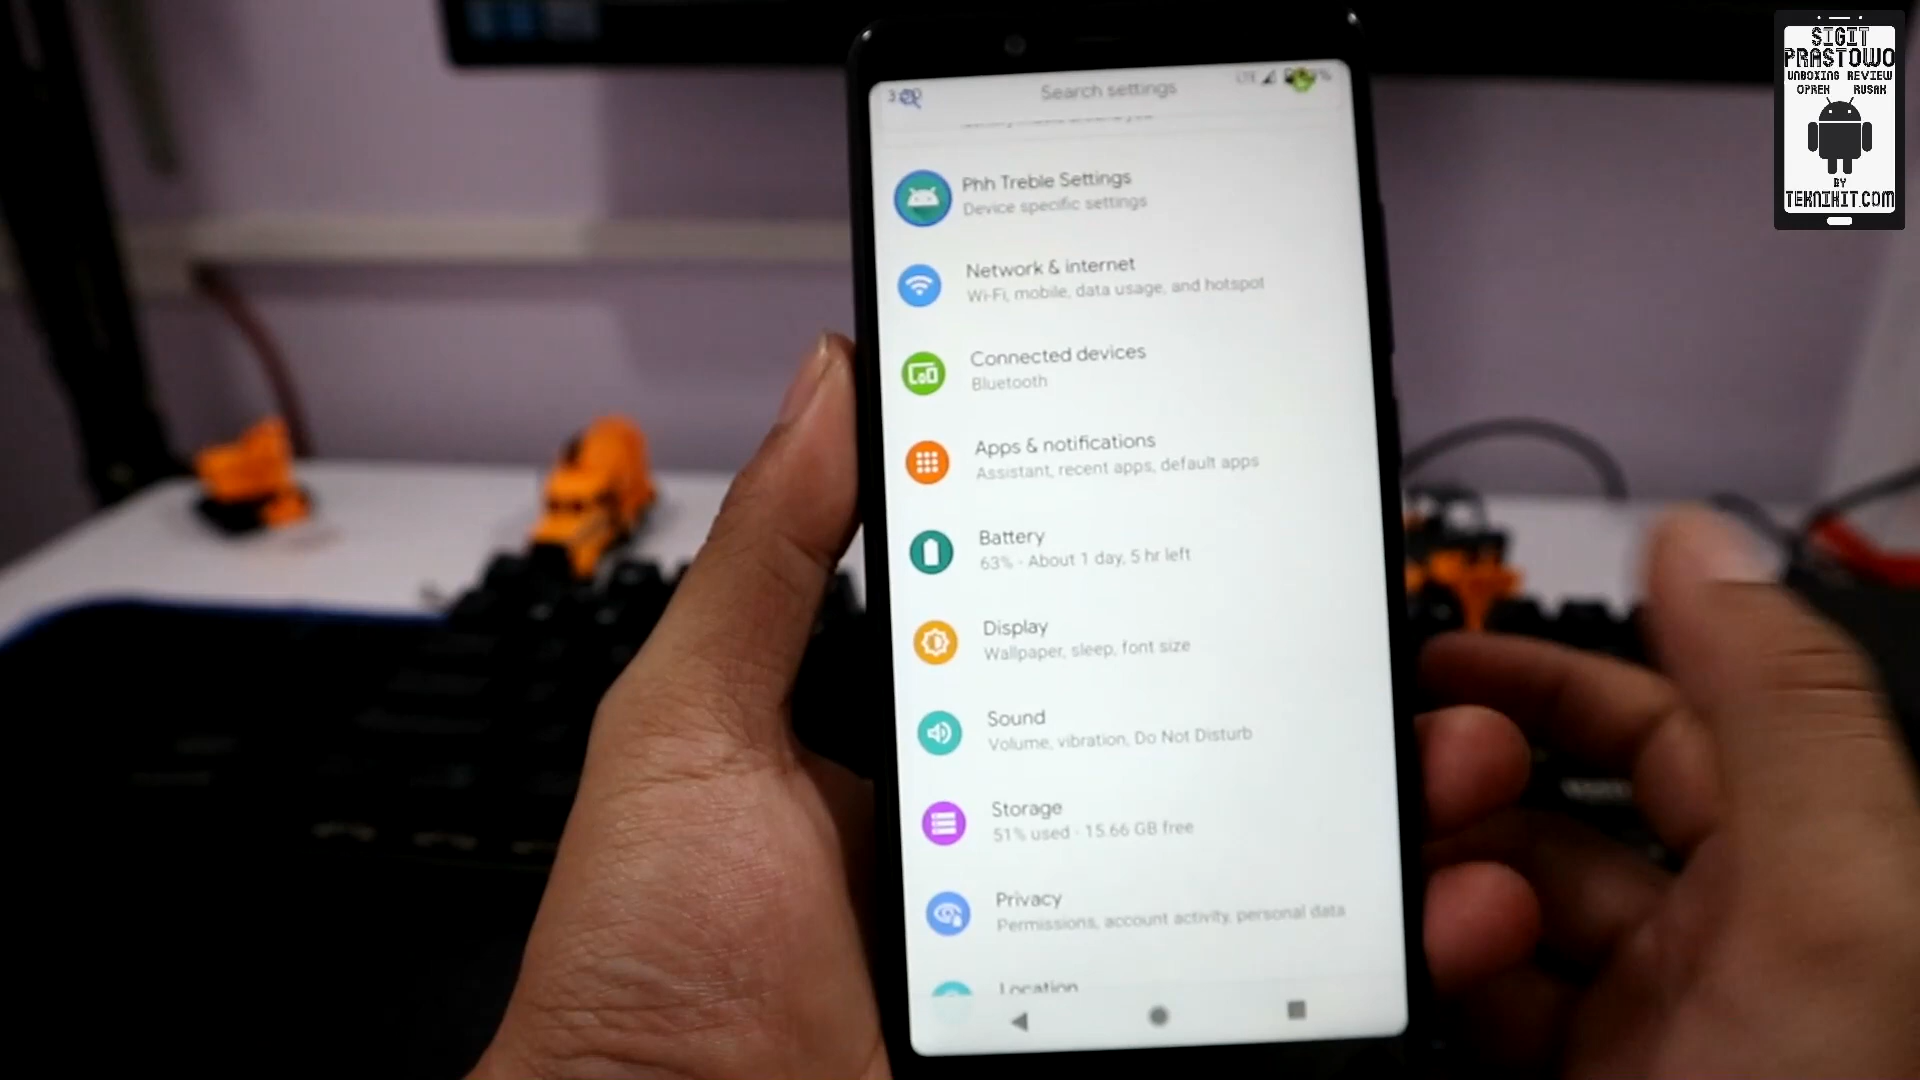 Search settings
LTE
Phh Treble Settings
Device specific settings
Network & internet
Wi-Fi, mobile, data usage, and hotspot
Connected devices
Bluetooth
Apps & notifications
Assistant, recent apps, default apps
Battery
63% - About 1 day, 5 hr left
Display
Wallpaper, sleep, font size
Sound
Volume, vibration, Do Not Disturb
Storage
51% used - 15.66 GB free
Privacy
Permissions, account activity, personal data
Location
SIGIT
PRASTOWO
UNBOXING REVIEW
OPREK RUSAK
BY
TEKNIKIT.COM